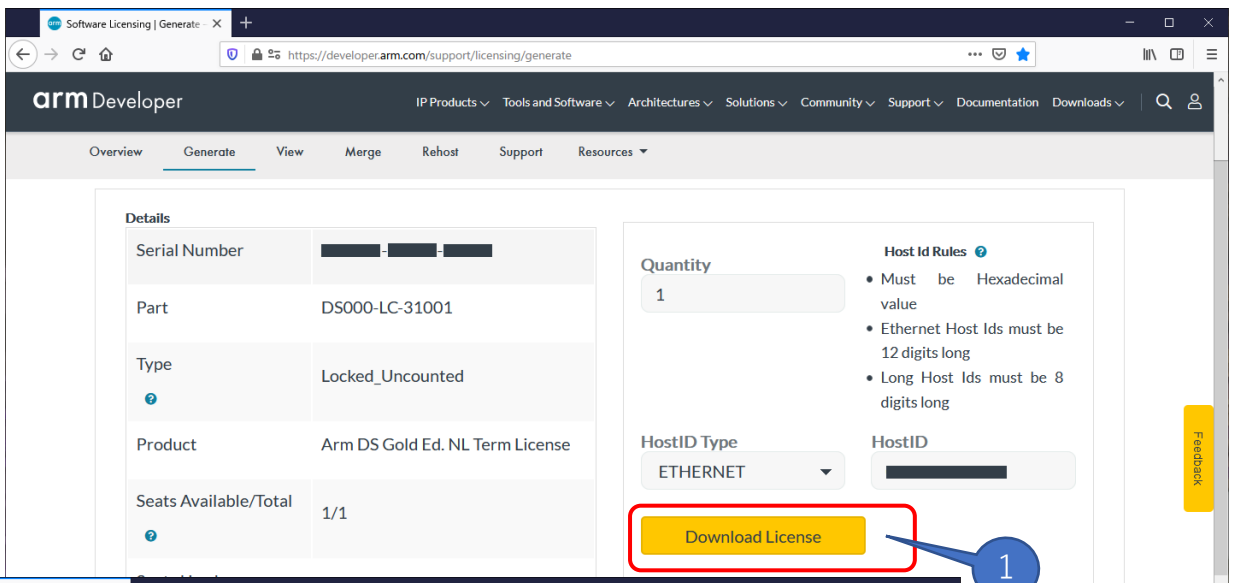 Software Licensing | Generate –
https://developer.arm.com/support/licensing/generate
arm Developer
IP Products Tools and Software Architectures Solutions Community Support Documentation Downloads
Overview Generate View Merge Rehost Support Resources
Details
Serial Number - -
Part DS000-LC-31001
Type Locked_Uncounted
Product Arm DS Gold Ed. NL Term License
Seats Available/Total 1/1
Quantity
1
Host Id Rules
• Must be Hexadecimal
value
• Ethernet Host Ids must be
12 digits long
• Long Host Ids must be 8
digits long
HostID Type HostID
ETHERNET
Download License
1
Feedback